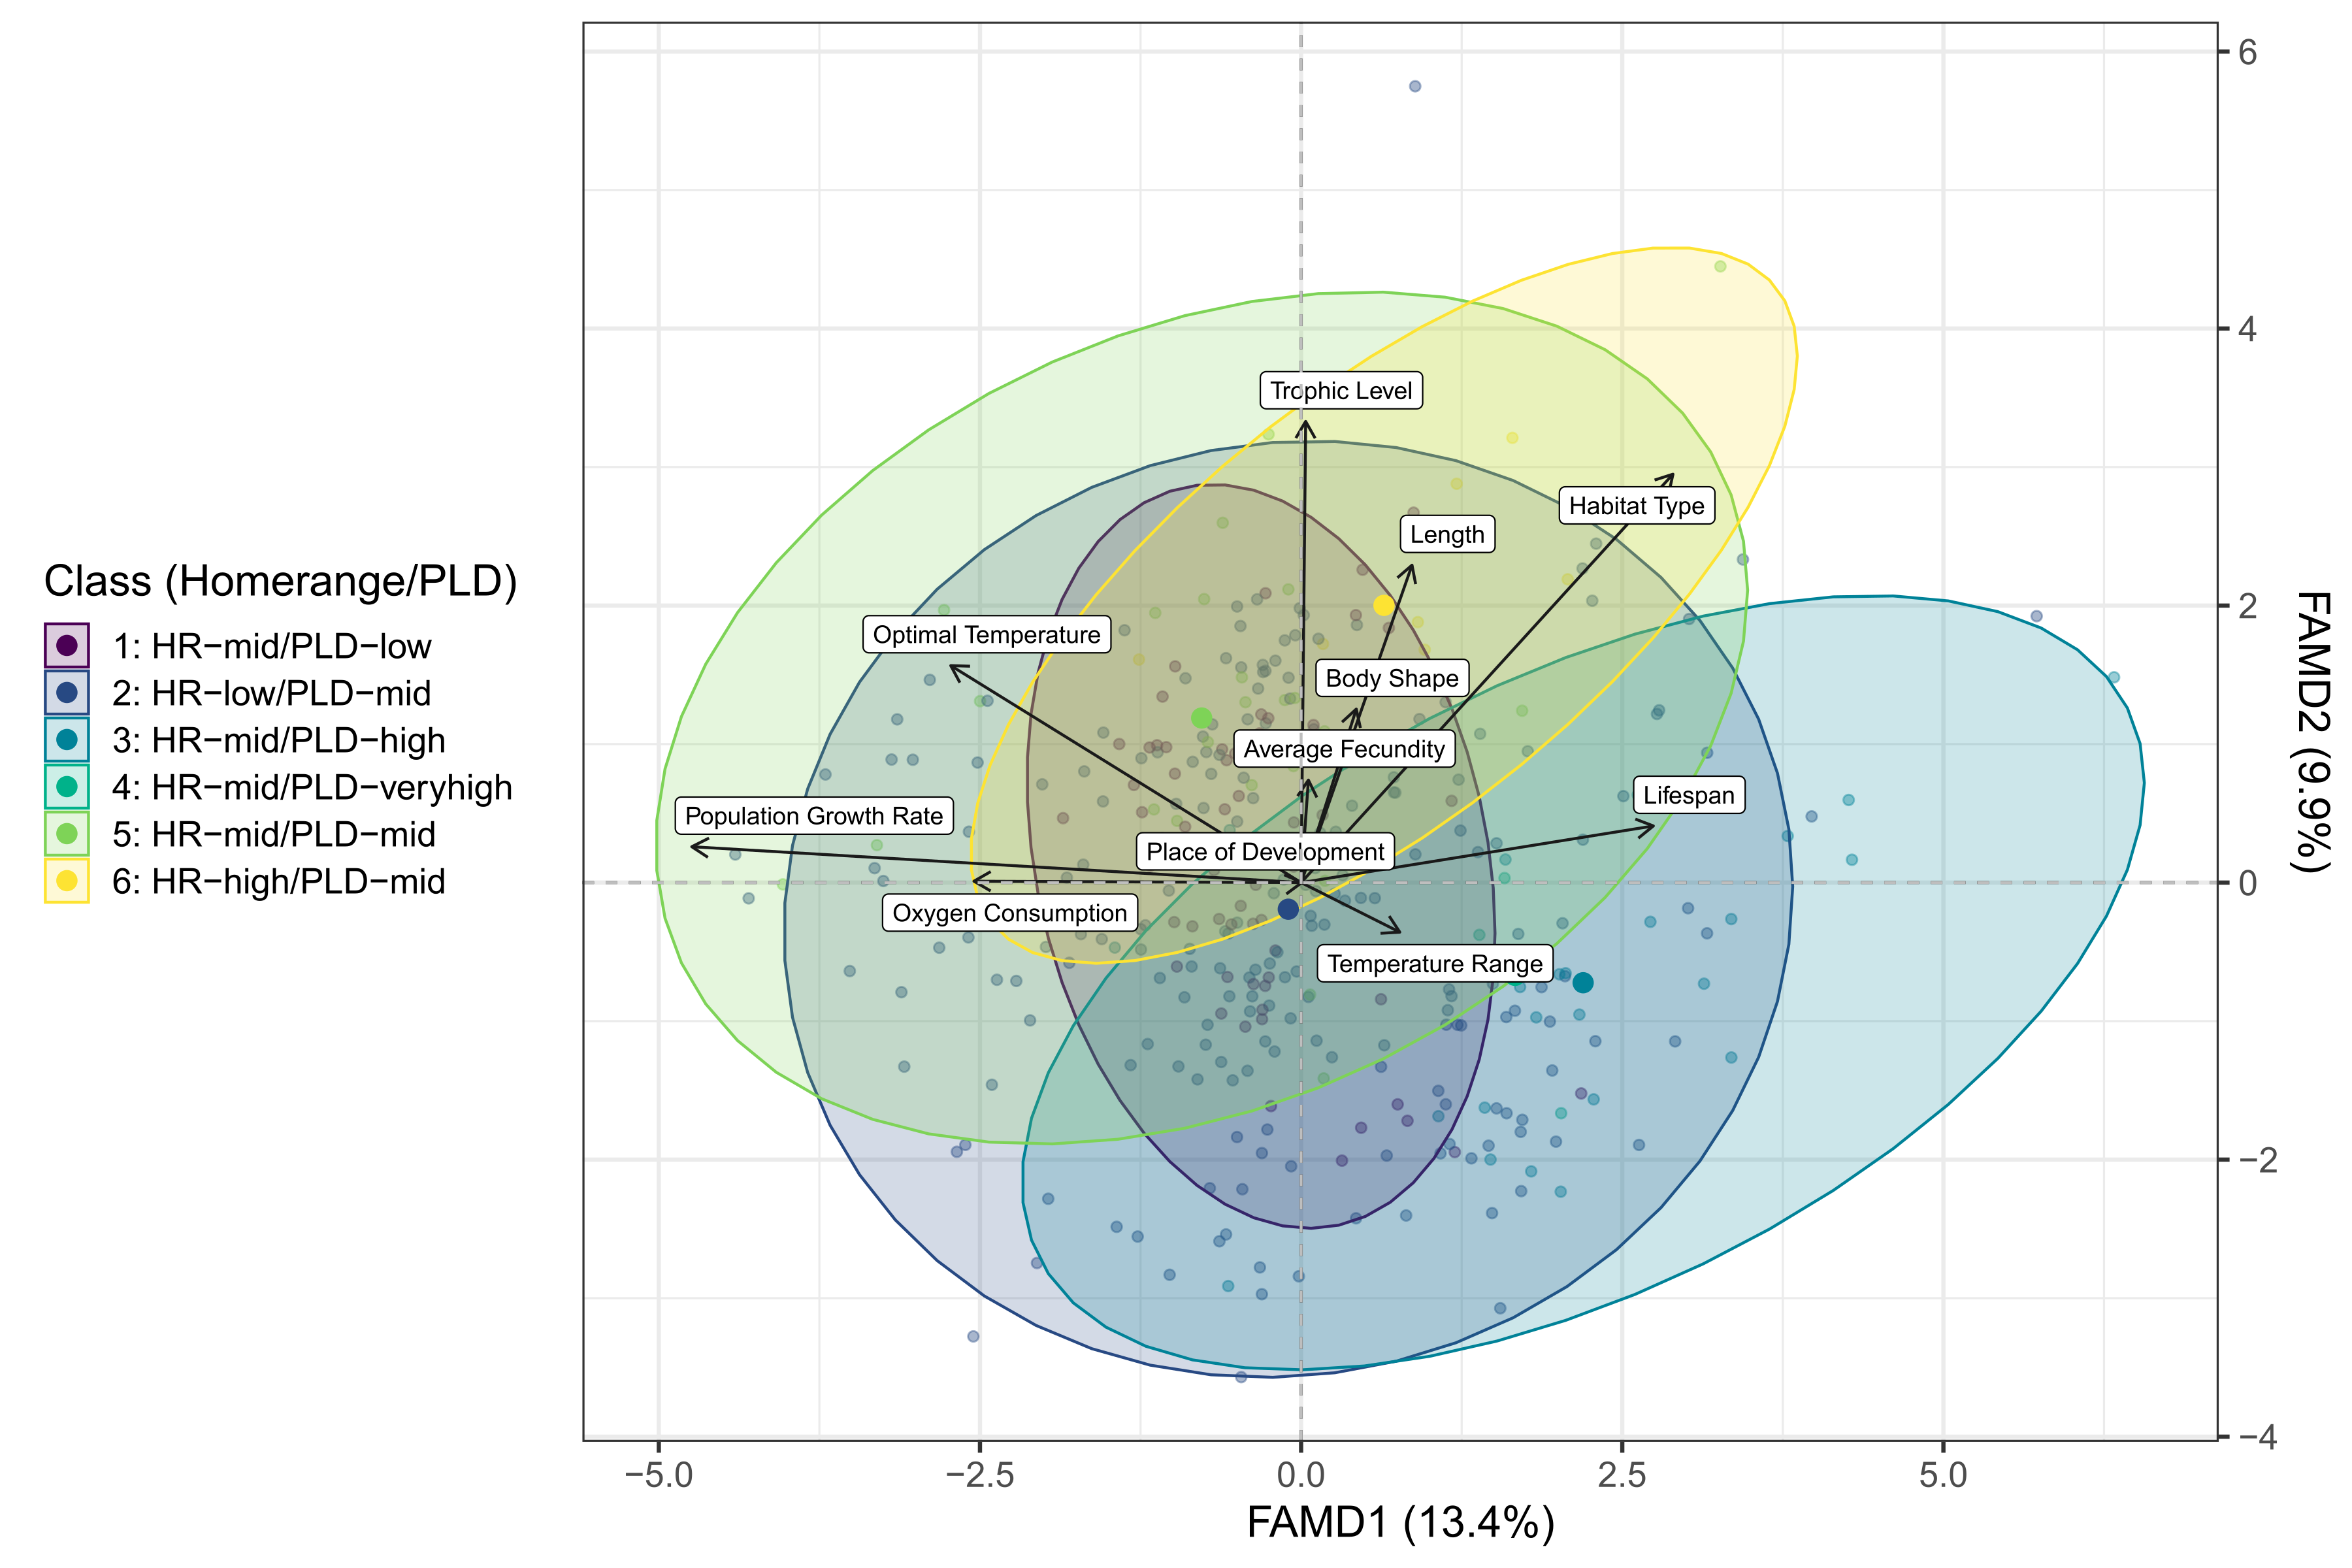 Class (Homerange/PLD)
1: HR−mid/PLD−low
2: HR−low/PLD−mid
3: HR−mid/PLD−high
4: HR−mid/PLD−veryhigh
5: HR−mid/PLD−mid
6: HR−high/PLD−mid
Trophic Level
Habitat Type
Length
Optimal Temperature
Body Shape
Average Fecundity
Lifespan
Population Growth Rate
Place of Development
Oxygen Consumption
Temperature Range
6
4
2
0
−2
−4
FAMD2 (9.9%)
−5.0
−2.5
0.0
2.5
5.0
FAMD1 (13.4%)